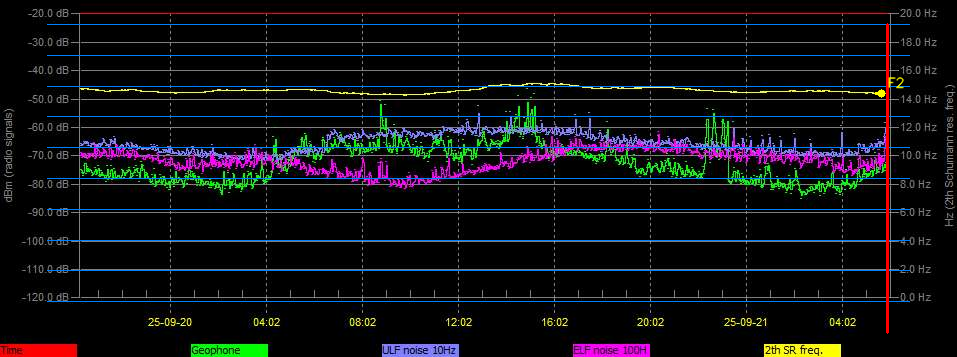 -20.0 dB 20.0 Hz
-30.0 dB 18.0 Hz
-40.0 dB 16.0 Hz
F2
-50.0 dB 14.0 Hz
-60.0 dB 12.0 Hz
-70.0 dB 10.0 Hz
-80.0 dB 8.0 Hz
-90.0 dB 6.0 Hz
-100.0 dB 4.0 Hz
-110.0 dB 2.0 Hz
-120.0 dB 0.0 Hz
dBm (radio signals)
Hz (2th Schumann res. freq.)
25-09-20 04:02 08:02 12:02 16:02 20:02 25-09-21 04:02
Time Geophone ULF noise 10Hz ELF noise 100H 2th SR freq.